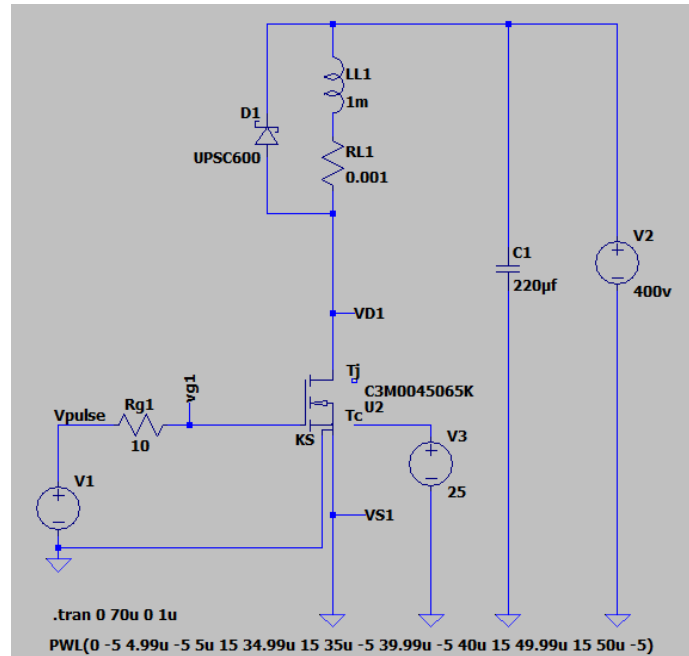 LL1
1m
D1
UPSC600
RL1
0.001
C1
220µf
V2
400v
VD1
Tj
C3M0045065K
U2
vg1
Rg1
Vpulse
10
KS
Tc
V3
25
V1
VS1
.tran 0 70u 0 1u
PWL(0 -5 4.99u -5 5u 15 34.99u 15 35u -5 39.99u -5 40u 15 49.99u 15 50u -5)